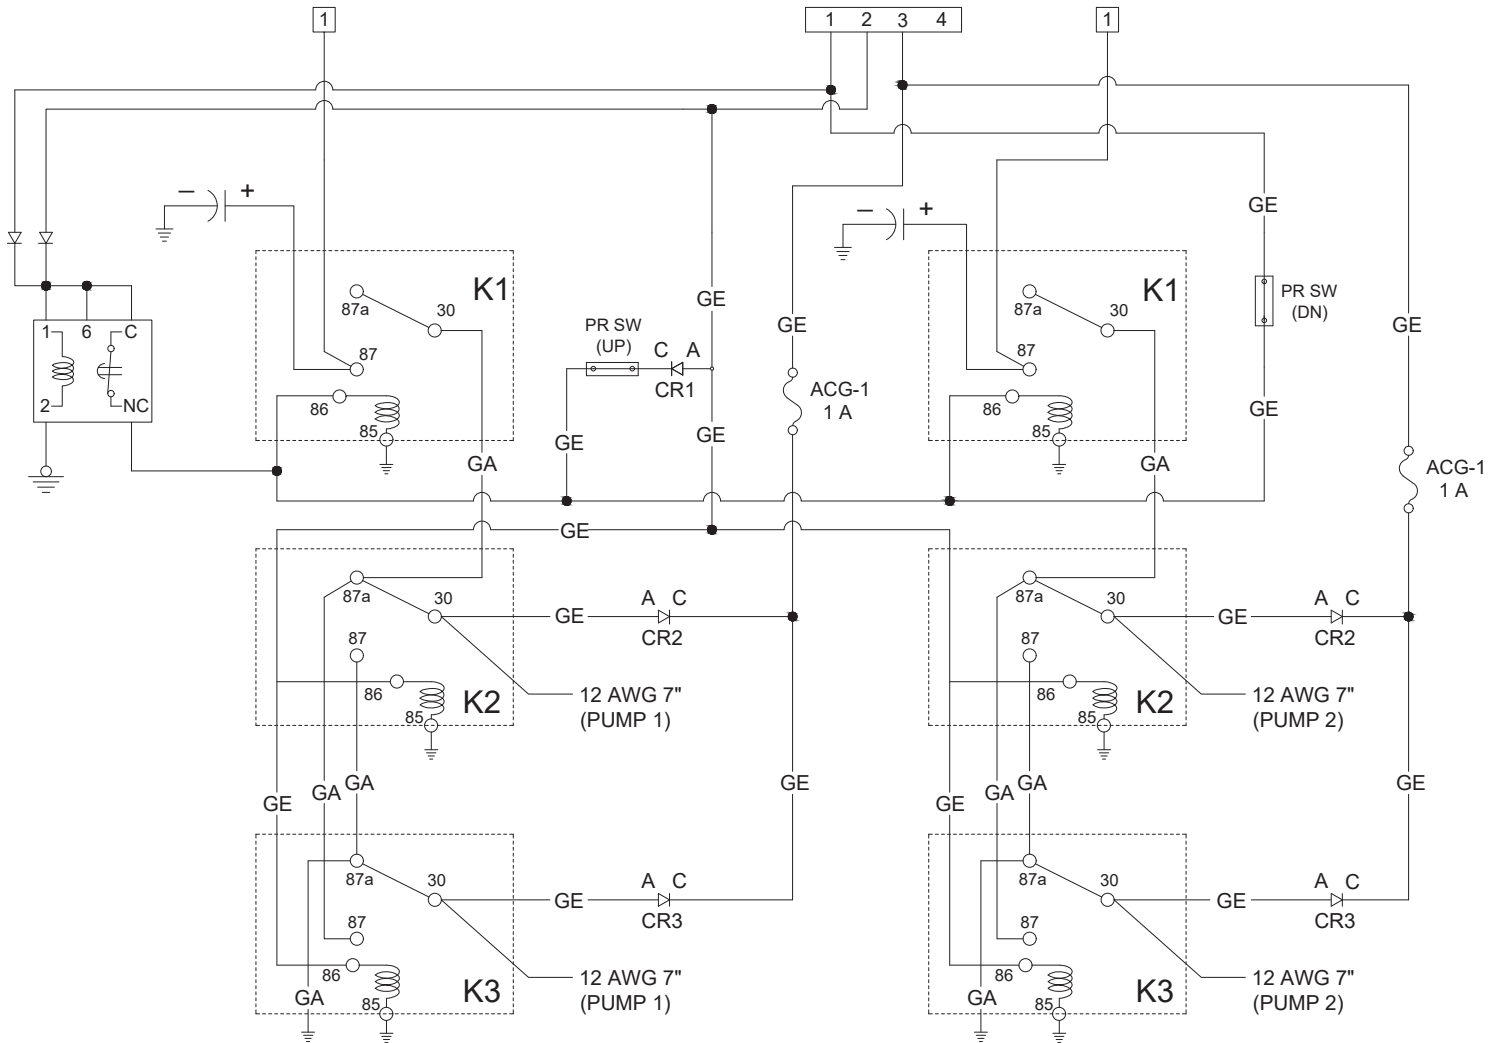 1
1 2 3 4
1
− +
− +
GE
K1
87a
30
87
86
85
GE
PR SW
(UP)
C A
CR1
GE
ACG-1
1 A
K1
87a
30
87
86
85
PR SW
(DN)
GE
1 6 C
2 NC
GE
GE
GE
GA
GA
ACG-1
1 A
GE
87a
30
GE
A C
CR2
87
86
85
K2
12 AWG 7"
(PUMP 1)
87a
30
GE
A C
CR2
87
86
85
K2
12 AWG 7"
(PUMP 2)
GE
GA
GA
GE
GE
GA
GA
GE
87a
30
GE
A C
CR3
87
86
85
GA
K3
12 AWG 7"
(PUMP 1)
87a
30
GE
A C
CR3
87
86
85
GA
K3
12 AWG 7"
(PUMP 2)